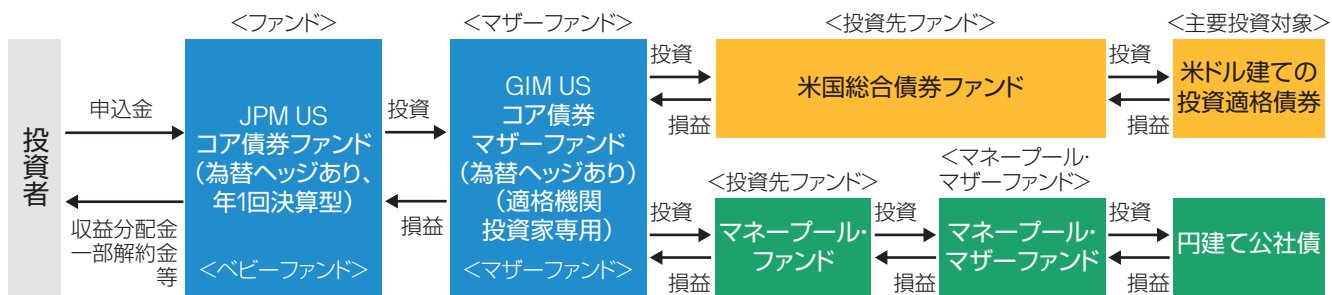 ＜ファンド＞
＜マザーファンド＞
＜投資先ファンド＞
＜主要投資対象＞
投資者
申込金
収益分配金
一部解約金
等
JPM US
コア債券ファンド
（為替ヘッジあり、
年1回決算型）
＜ベビーファンド＞
投資
損益
GIM US
コア債券
マザーファンド
（為替ヘッジあり）
（適格機関
投資家専用）
＜マザーファンド＞
投資
損益
米国総合債券ファンド
投資
損益
米ドル建ての
投資適格債券
＜投資先ファンド＞
＜マネープール・
マザーファンド＞
投資
損益
マネープール・
ファンド
投資
損益
マネープール・
マザーファンド
投資
損益
円建て公社債